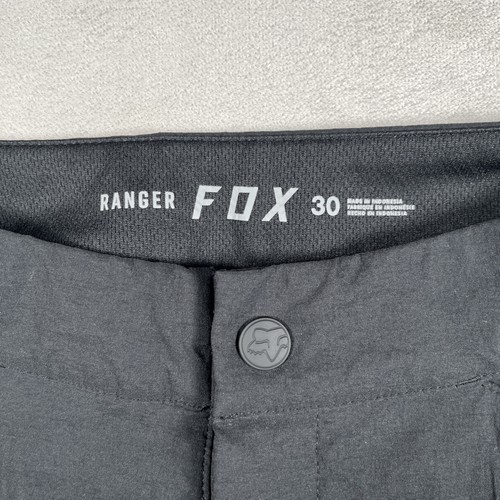 RANGER FOX 30
MADE IN INDONESIA
FABRIQUÉ EN INDONÉSIE
HECHO EN INDONESIA